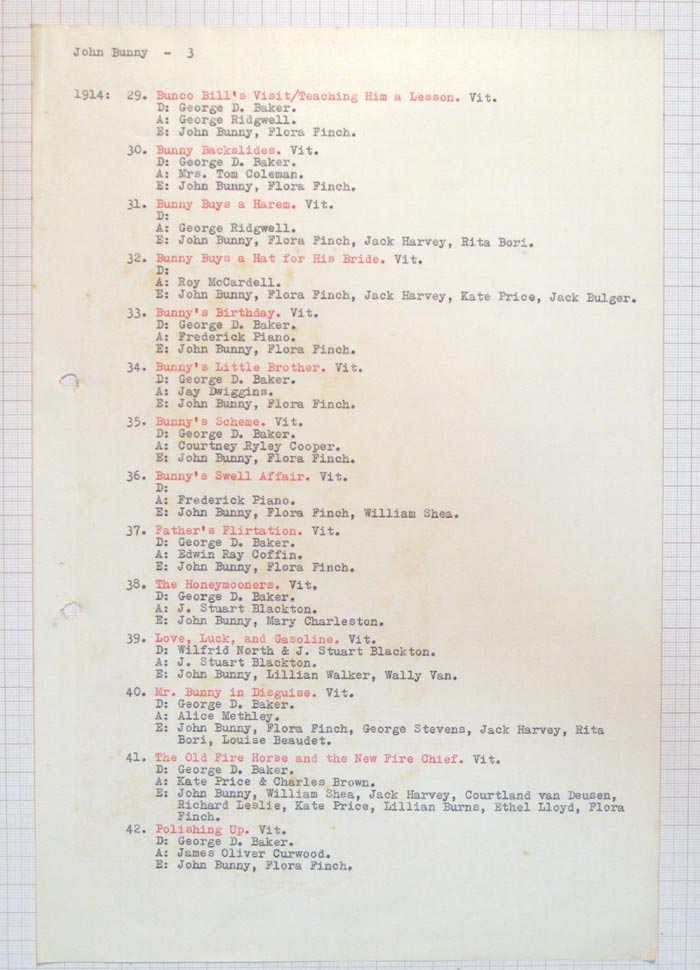 John Bunny - 3
1914: 29. Bunco Bill's Visit/Teaching Him a Lesson. Vit.
D: George D. Baker.
A: George Ridgwell.
E: John Bunny, Flora Finch.
30. Bunny Backslides. Vit.
D: George D. Baker.
A: Mrs. Tom Coleman.
E: John Bunny, Flora Finch.
31. Bunny Buys a Harem. Vit.
D:
A: George Ridgwell.
E: John Bunny, Flora Finch, Jack Harvey, Rita Bori.
32. Bunny Buys a Hat for His Bride. Vit.
D:
A: Roy McCardell.
E: John Bunny, Flora Finch, Jack Harvey, Kate Price, Jack Bulger.
33. Bunny's Birthday. Vit.
D: George D. Baker.
A: Frederick Piano.
E: John Bunny, Flora Finch.
34. Bunny's Little Brother. Vit.
D: George D. Baker.
A: Jay Dwiggins.
E: John Bunny, Flora Finch.
35. Bunny's Scheme. Vit.
D: George D. Baker.
A: Courtney Ryley Cooper.
E: John Bunny, Flora Finch.
36. Bunny's Swell Affair. Vit.
D:
A: Frederick Piano.
E: John Bunny, Flora Finch, William Shea.
37. Father's Flirtation. Vit.
D: George D. Baker.
A: Edwin Ray Coffin.
E: John Bunny, Flora Finch.
38. The Honeymooners. Vit.
D: George D. Baker.
A: J. Stuart Blackton.
E: John Bunny, Mary Charleston.
39. Love, Luck, and Gasoline. Vit.
D: Wilfrid North & J. Stuart Blackton.
A: J. Stuart Blackton.
E: John Bunny, Lillian Walker, Wally Van.
40. Mr. Bunny in Disguise. Vit.
D: George D. Baker.
A: Alice Methley.
E: John Bunny, Flora Finch, George Stevens, Jack Harvey, Rita
Bori, Louise Beaudet.
41. The Old Fire Horse and the New Fire Chief. Vit.
D: George D. Baker.
A: Kate Price & Charles Brown.
E: John Bunny, William Shea, Jack Harvey, Courtland van Deusen,
Richard Leslie, Kate Price, Lillian Burns, Ethel Lloyd, Flora
Finch.
42. Polishing Up. Vit.
D: George D. Baker.
A: James Oliver Curwood.
E: John Bunny, Flora Finch.